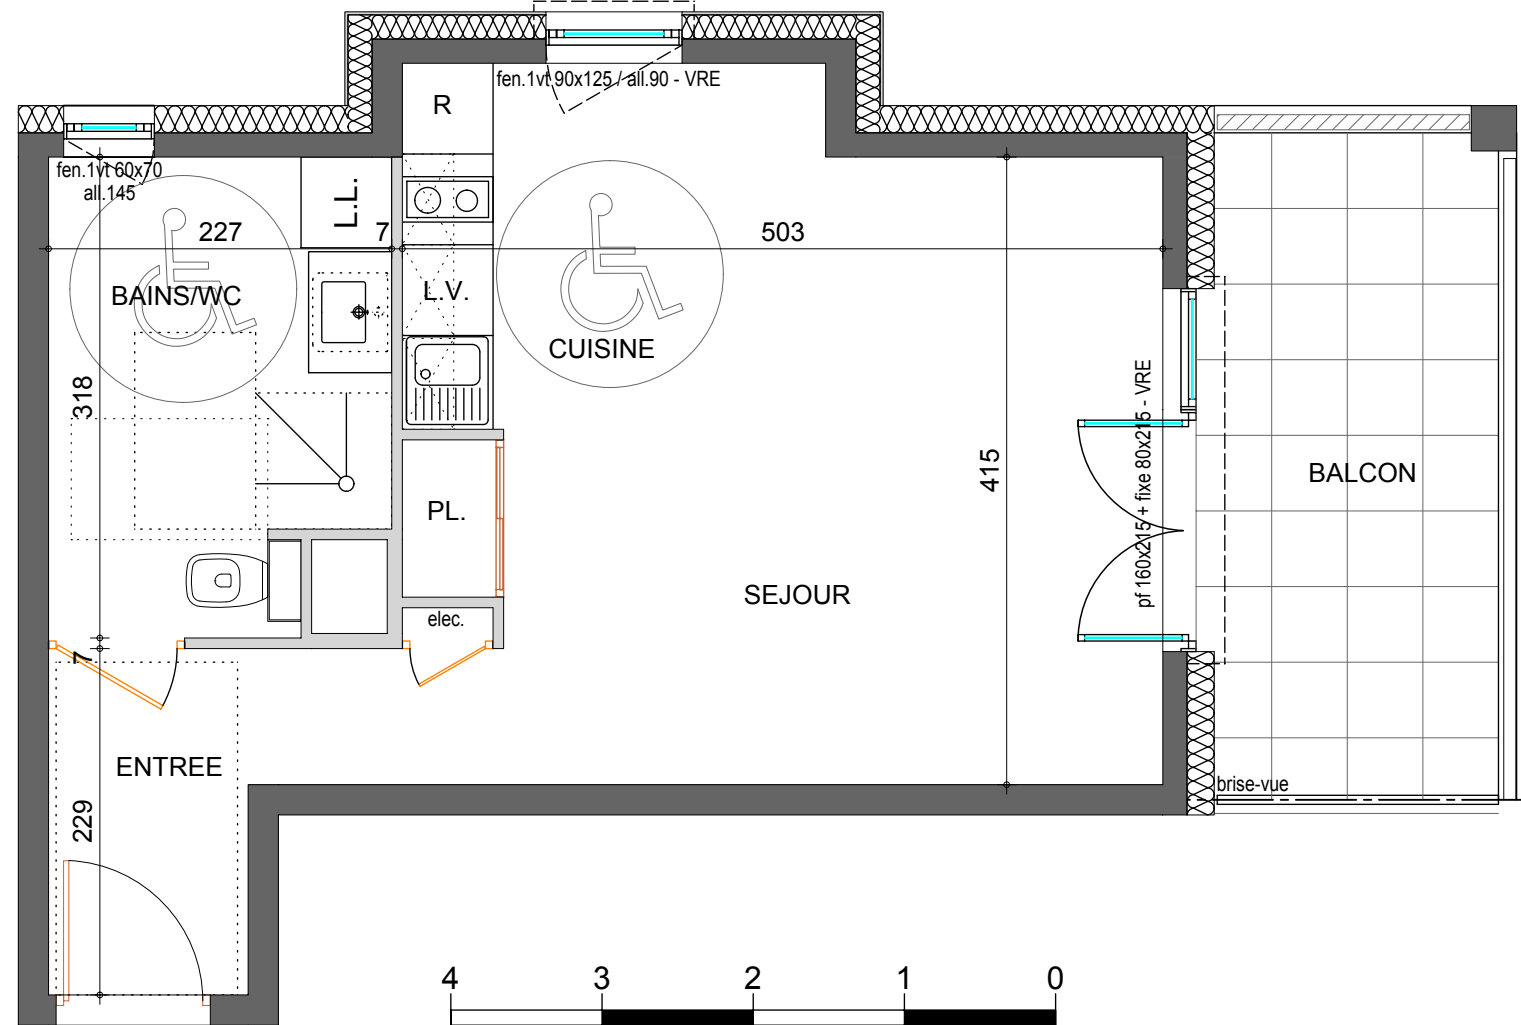 fen.1vt 90x125 / all.90 - VRE
R
fen.1vt 60x70
all.145
L.L.
227
7
503
BAINS/WC
L.V.
CUISINE
318
415
pf 160x215 + fixe 80x215 - VRE
BALCON
PL.
SEJOUR
elec.
7
ENTREE
229
brise-vue
4 3 2 1 0